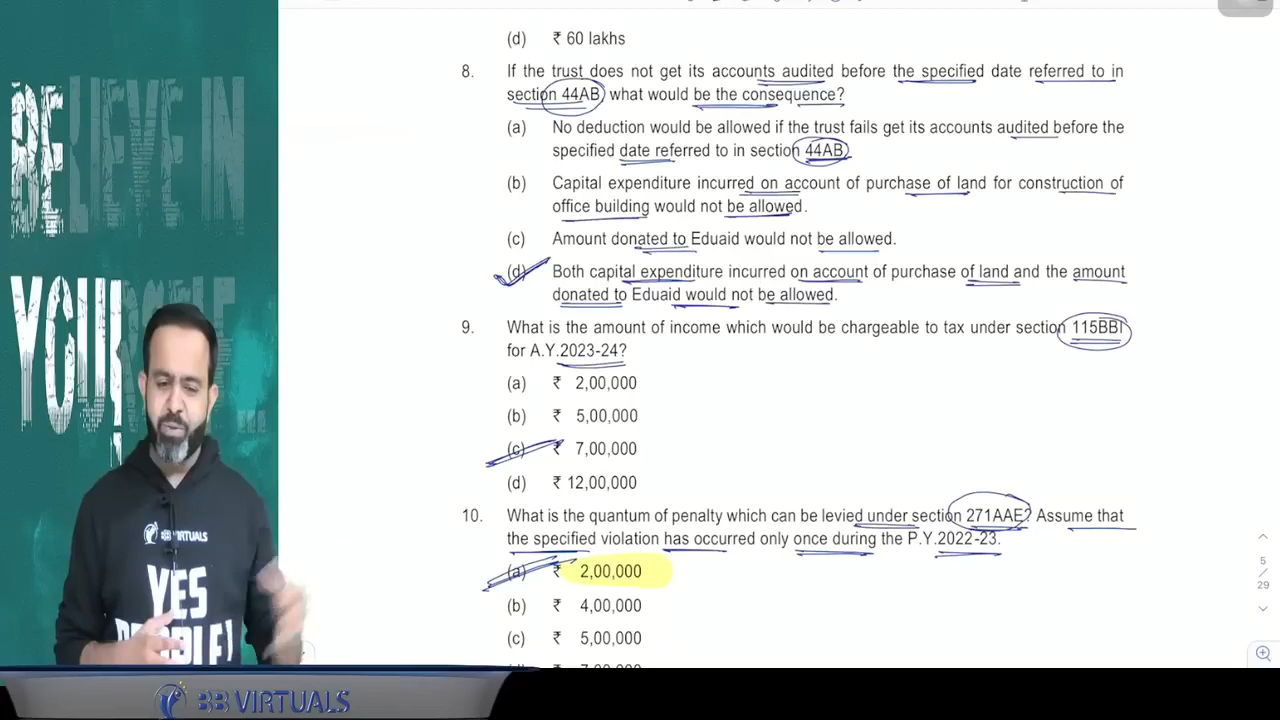 (d) ₹ 60 lakhs
8. If the trust does not get its accounts audited before the specified date referred to in
section 44AB, what would be the consequence?
(a) No deduction would be allowed if the trust fails get its accounts audited before the
specified date referred to in section 44AB.
(b) Capital expenditure incurred on account of purchase of land for construction of
office building would not be allowed.
(c) Amount donated to Eduaid would not be allowed.
(d) Both capital expenditure incurred on account of purchase of land and the amount
donated to Eduaid would not be allowed.
9. What is the amount of income which would be chargeable to tax under section 115BBI
for A.Y.2023-24?
(a) ₹ 2,00,000
(b) ₹ 5,00,000
(c) ₹ 7,00,000
(d) ₹ 12,00,000
10. What is the quantum of penalty which can be levied under section 271AAE? Assume that
the specified violation has occurred only once during the P.Y.2022-23.
(a) ₹ 2,00,000
(b) ₹ 4,00,000
(c) ₹ 5,00,000
5
/
29
BELIEVE IN
YOURSELF
BB VIRTUALS
YES
PEOPLE!
BB VIRTUALS